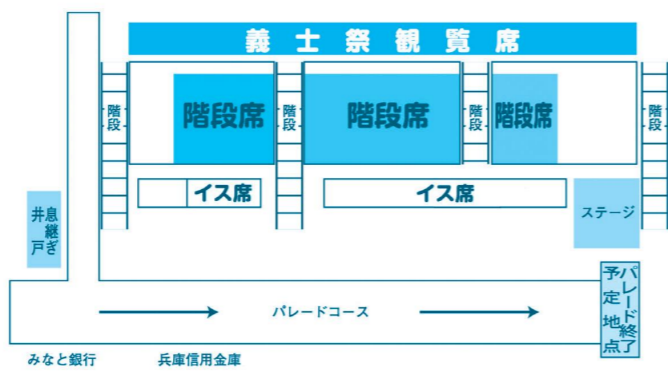 義士祭観覧席
階段
階段席
階段
階段席
階段
階段席
階段
イス席
イス席
ステージ
息継ぎ
井戸
パレードコース
パレード終了
予定地点
みなと銀行
兵庫信用金庫